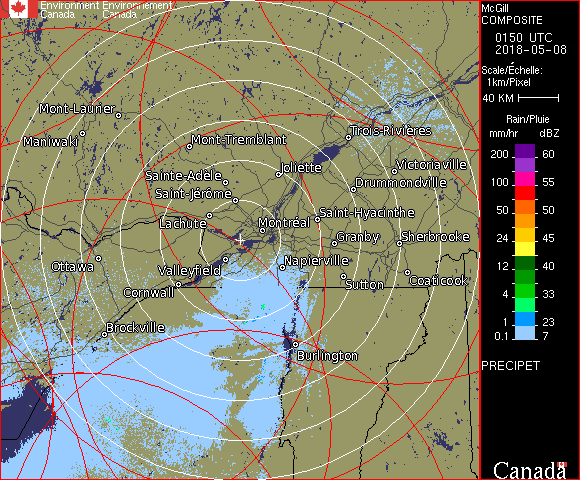 Environment Environnement
Canada Canada
McGill
COMPOSITE
0150 UTC
2018-05-08
Scale/Échelle:
1km/Pixel
40 KM
Rain/Pluie
mm/hr dBZ
200 60
100 55
50 50
24 45
12 40
4 33
1 23
0.1 7
PRECIPET
Canada
Mont-Laurier
Maniwaki
Mont-Tremblant
Trois-Rivières
Joliette
Victoriaville
Sainte-Adèle
Drummondville
Saint-Jérôme
Saint-Hyacinthe
Lachute
Montréal
Granby
Sherbrooke
Ottawa
Valleyfield
Napierville
Cornwall
Sutton
Coaticook
Brockville
Burlington